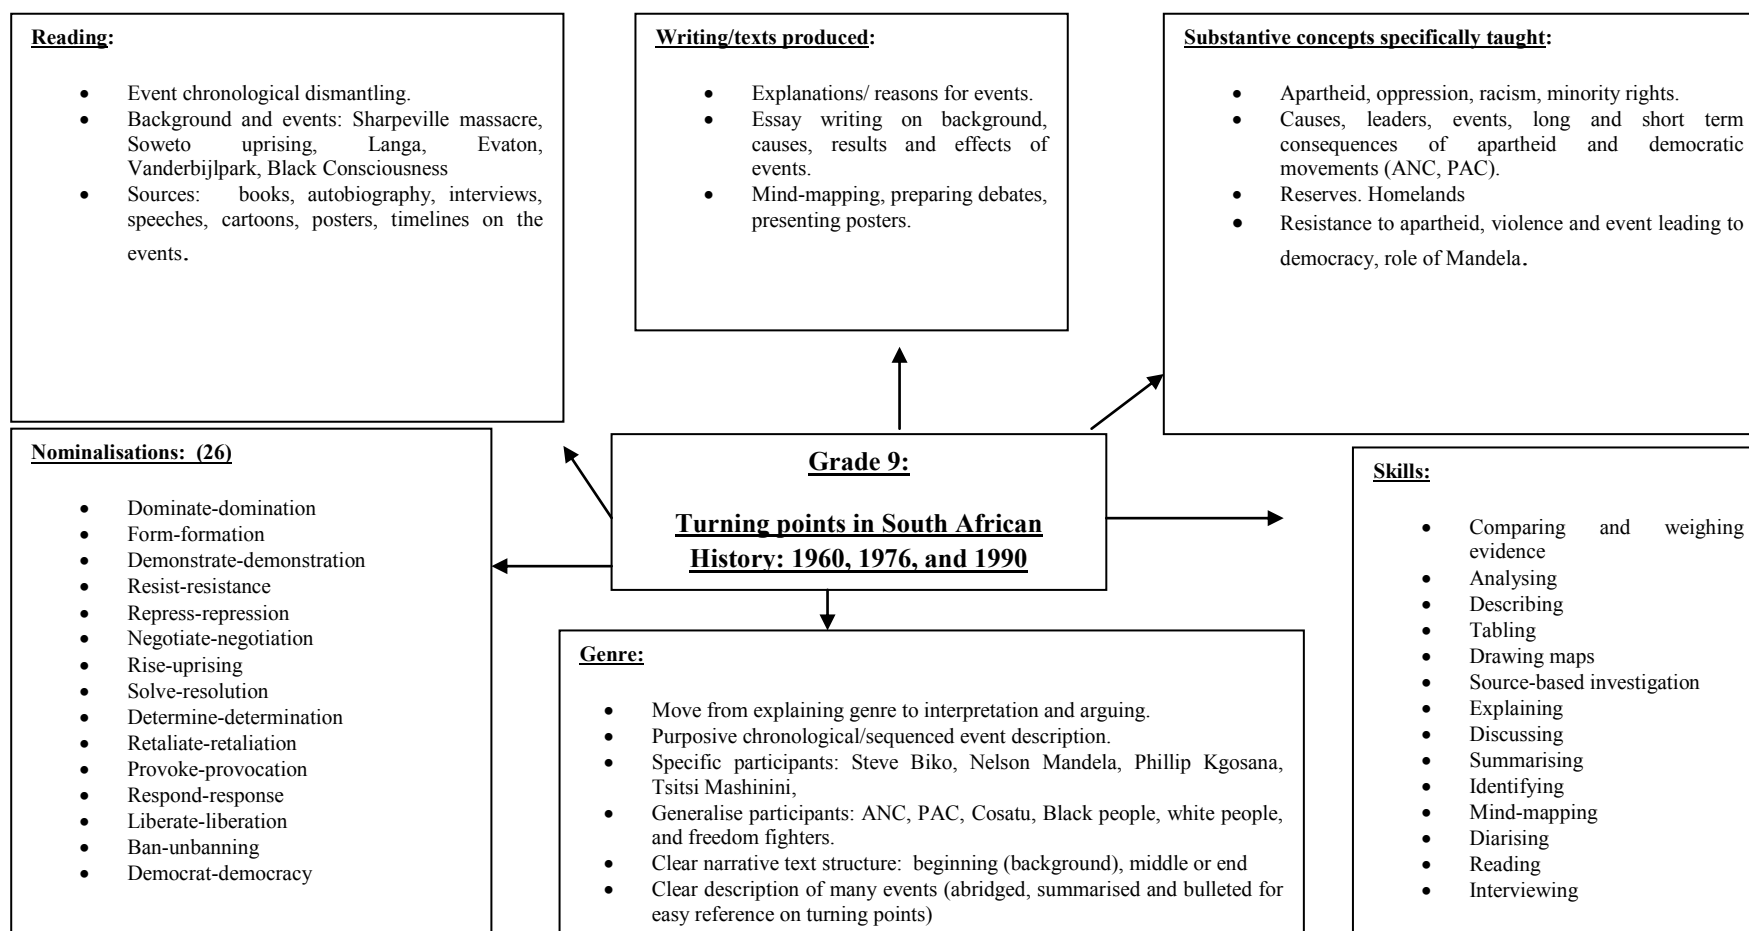 Reading:
• Event chronological dismantling.
• Background and events: Sharpeville massacre,
Soweto uprising, Langa, Evaton,
Vanderbijlpark, Black Consciousness
• Sources: books, autobiography, interviews,
speeches, cartoons, posters, timelines on the
events.
Writing/texts produced:
• Explanations/ reasons for events.
• Essay writing on background,
causes, results and effects of
events.
• Mind-mapping, preparing debates,
presenting posters.
Substantive concepts specifically taught:
• Apartheid, oppression, racism, minority rights.
• Causes, leaders, events, long and short term
consequences of apartheid and democratic
movements (ANC, PAC).
• Reserves. Homelands
• Resistance to apartheid, violence and event leading to
democracy, role of Mandela.
Nominalisations: (26)
• Dominate-domination
• Form-formation
• Demonstrate-demonstration
• Resist-resistance
• Repress-repression
• Negotiate-negotiation
• Rise-uprising
• Solve-resolution
• Determine-determination
• Retaliate-retaliation
• Provoke-provocation
• Respond-response
• Liberate-liberation
• Ban-unbanning
• Democrat-democracy
Grade 9:
Turning points in South African
History: 1960, 1976, and 1990
Genre:
• Move from explaining genre to interpretation and arguing.
• Purposive chronological/sequenced event description.
• Specific participants: Steve Biko, Nelson Mandela, Phillip Kgosana,
Tsitsi Mashinini,
• Generalise participants: ANC, PAC, Cosatu, Black people, white people,
and freedom fighters.
• Clear narrative text structure: beginning (background), middle or end
• Clear description of many events (abridged, summarised and bulleted for
easy reference on turning points)
Skills:
• Comparing and weighing
evidence
• Analysing
• Describing
• Tabling
• Drawing maps
• Source-based investigation
• Explaining
• Discussing
• Summarising
• Identifying
• Mind-mapping
• Diarising
• Reading
• Interviewing